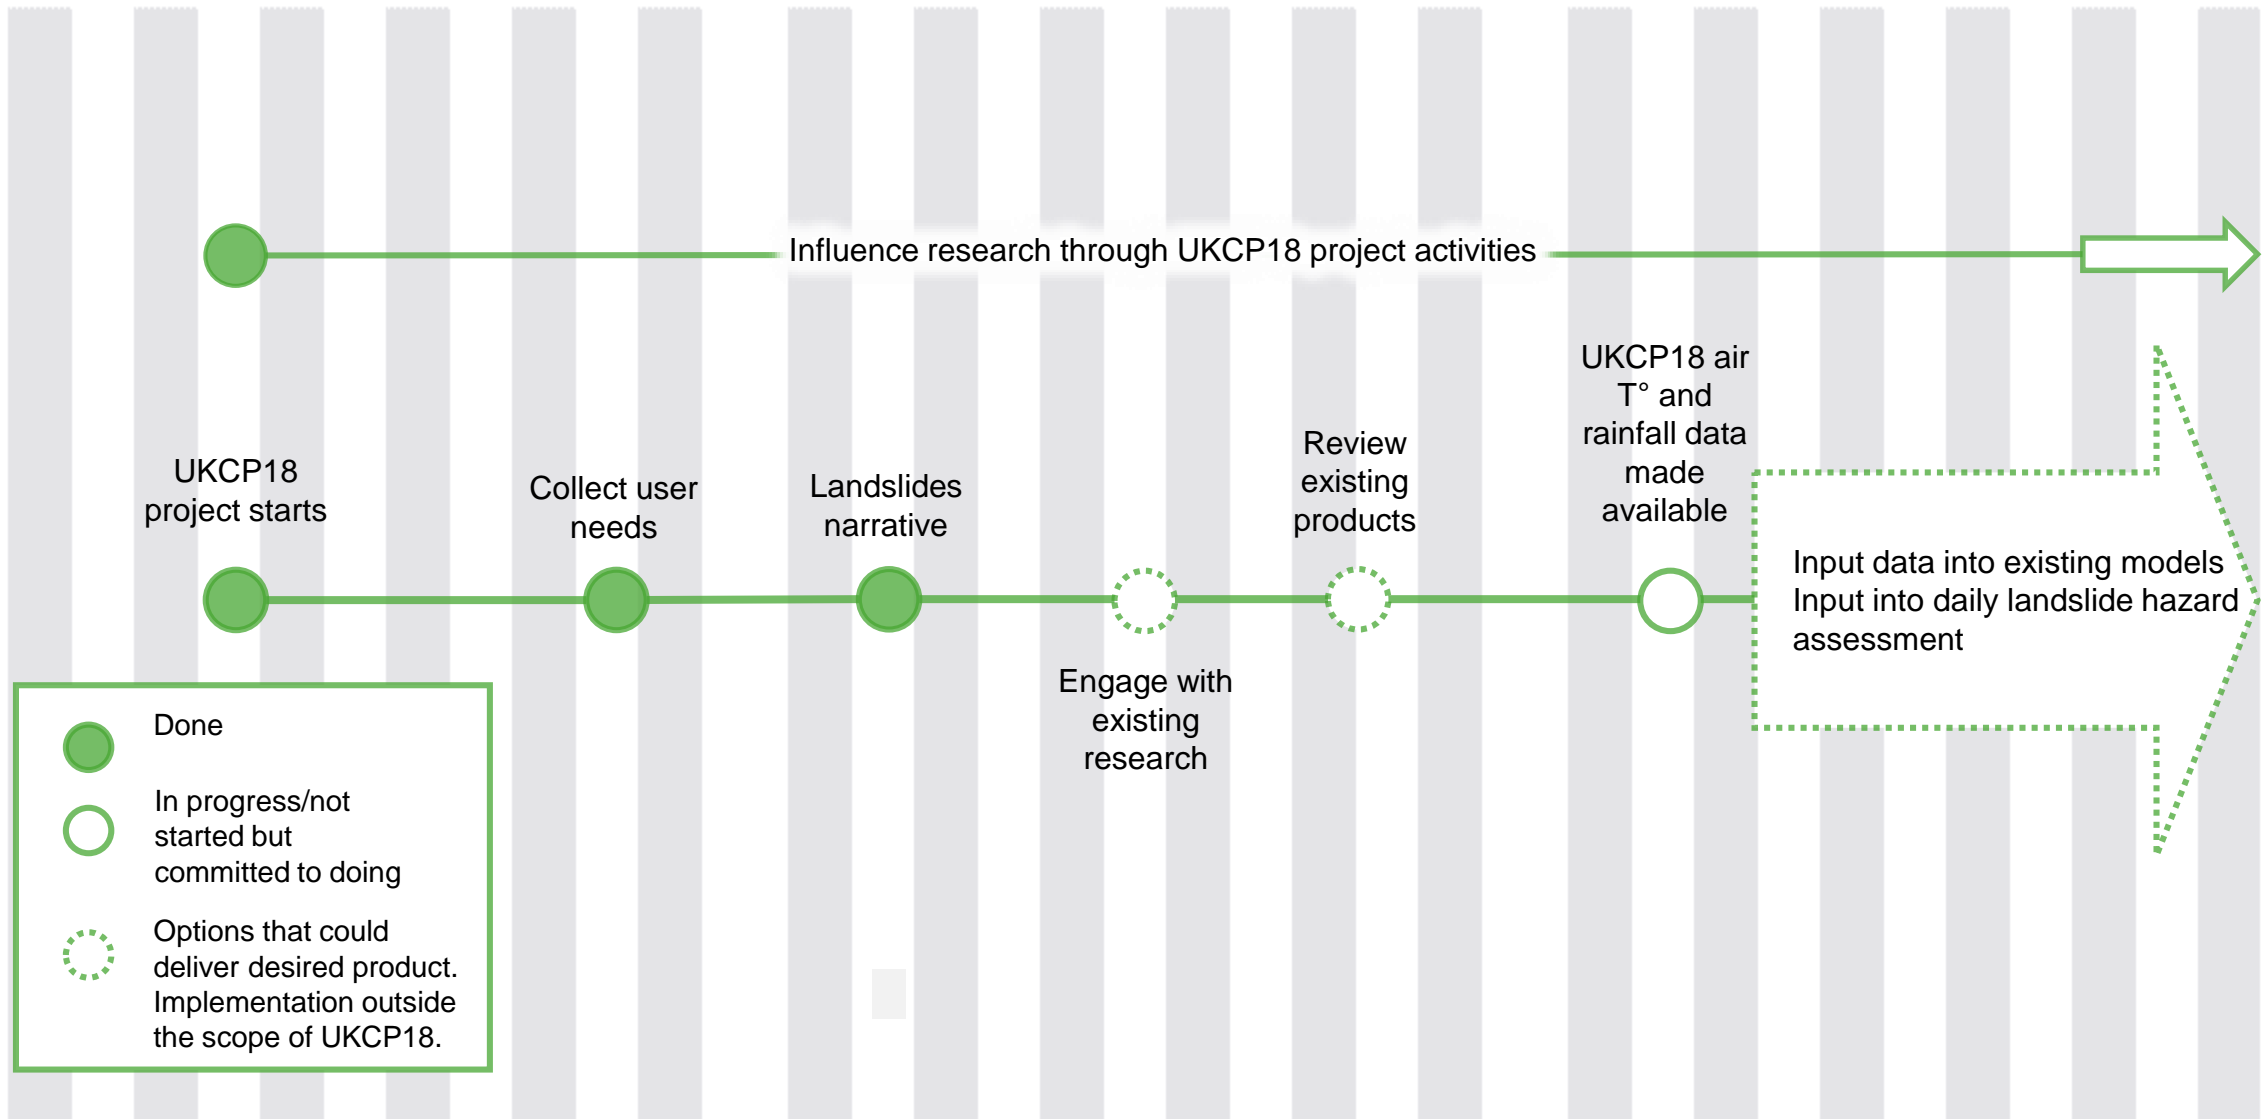 Influence research through UKCP18 project activities
UKCP18
project starts
Collect user
needs
Landslides
narrative
Engage with
existing
research
Review
existing
products
UKCP18 air
T° and
rainfall data
made
available
Input data into existing models
Input into daily landslide hazard
assessment
Done
In progress/not
started but
committed to doing
Options that could
deliver desired product.
Implementation outside
the scope of UKCP18.